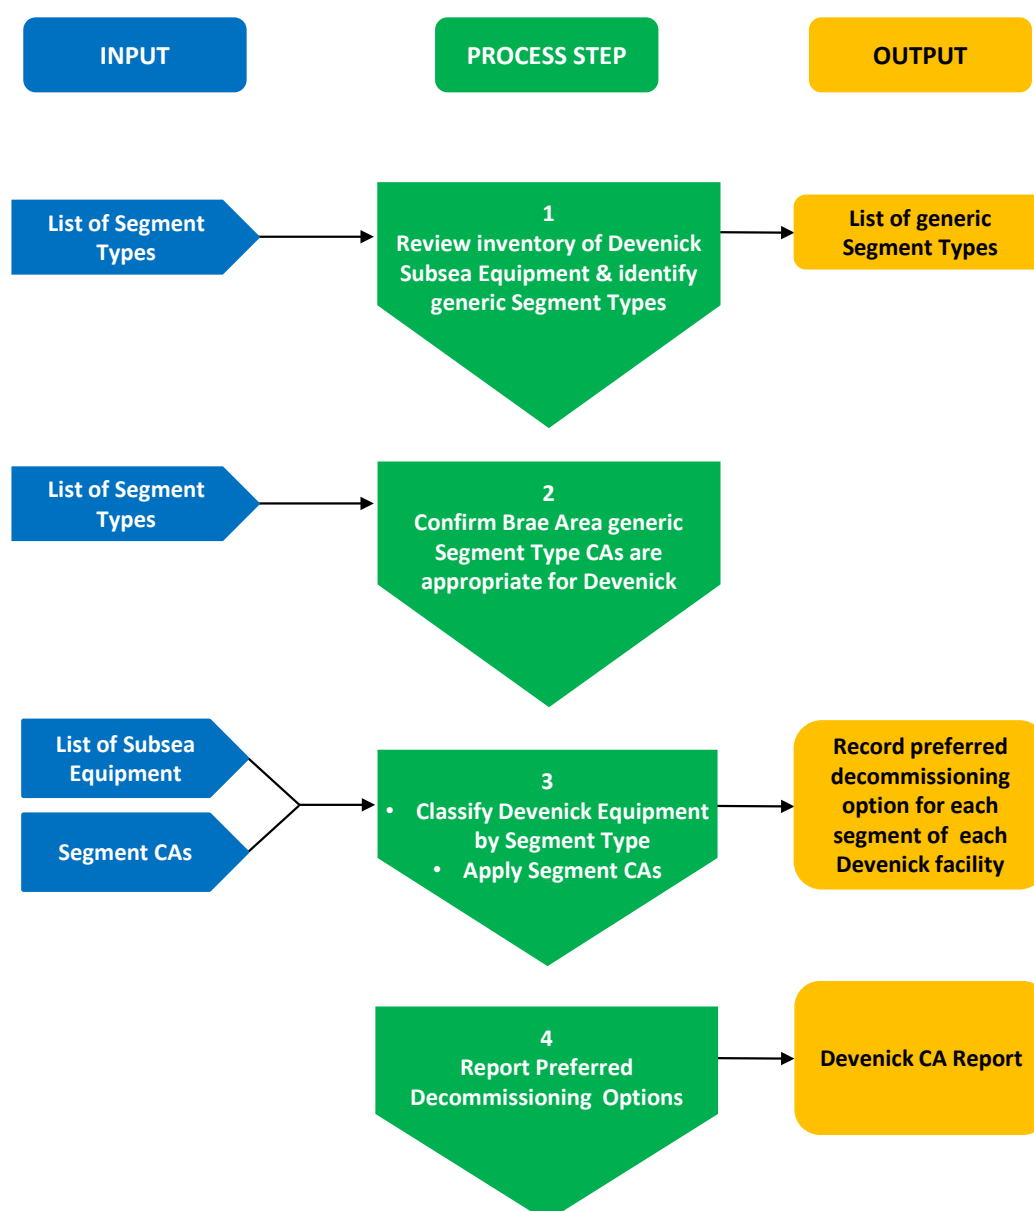 INPUT
PROCESS STEP
OUTPUT
List of Segment
Types
1
Review inventory of Devenick
Subsea Equipment & identify
generic Segment Types
List of generic
Segment Types
List of Segment
Types
2
Confirm Brae Area generic
Segment Type CAs are
appropriate for Devenick
List of Subsea
Equipment
Segment CAs
3
• Classify Devenick Equipment
by Segment Type
• Apply Segment CAs
Record preferred
decommissioning
option for each
segment of each
Devenick facility
4
Report Preferred
Decommissioning Options
Devenick CA Report